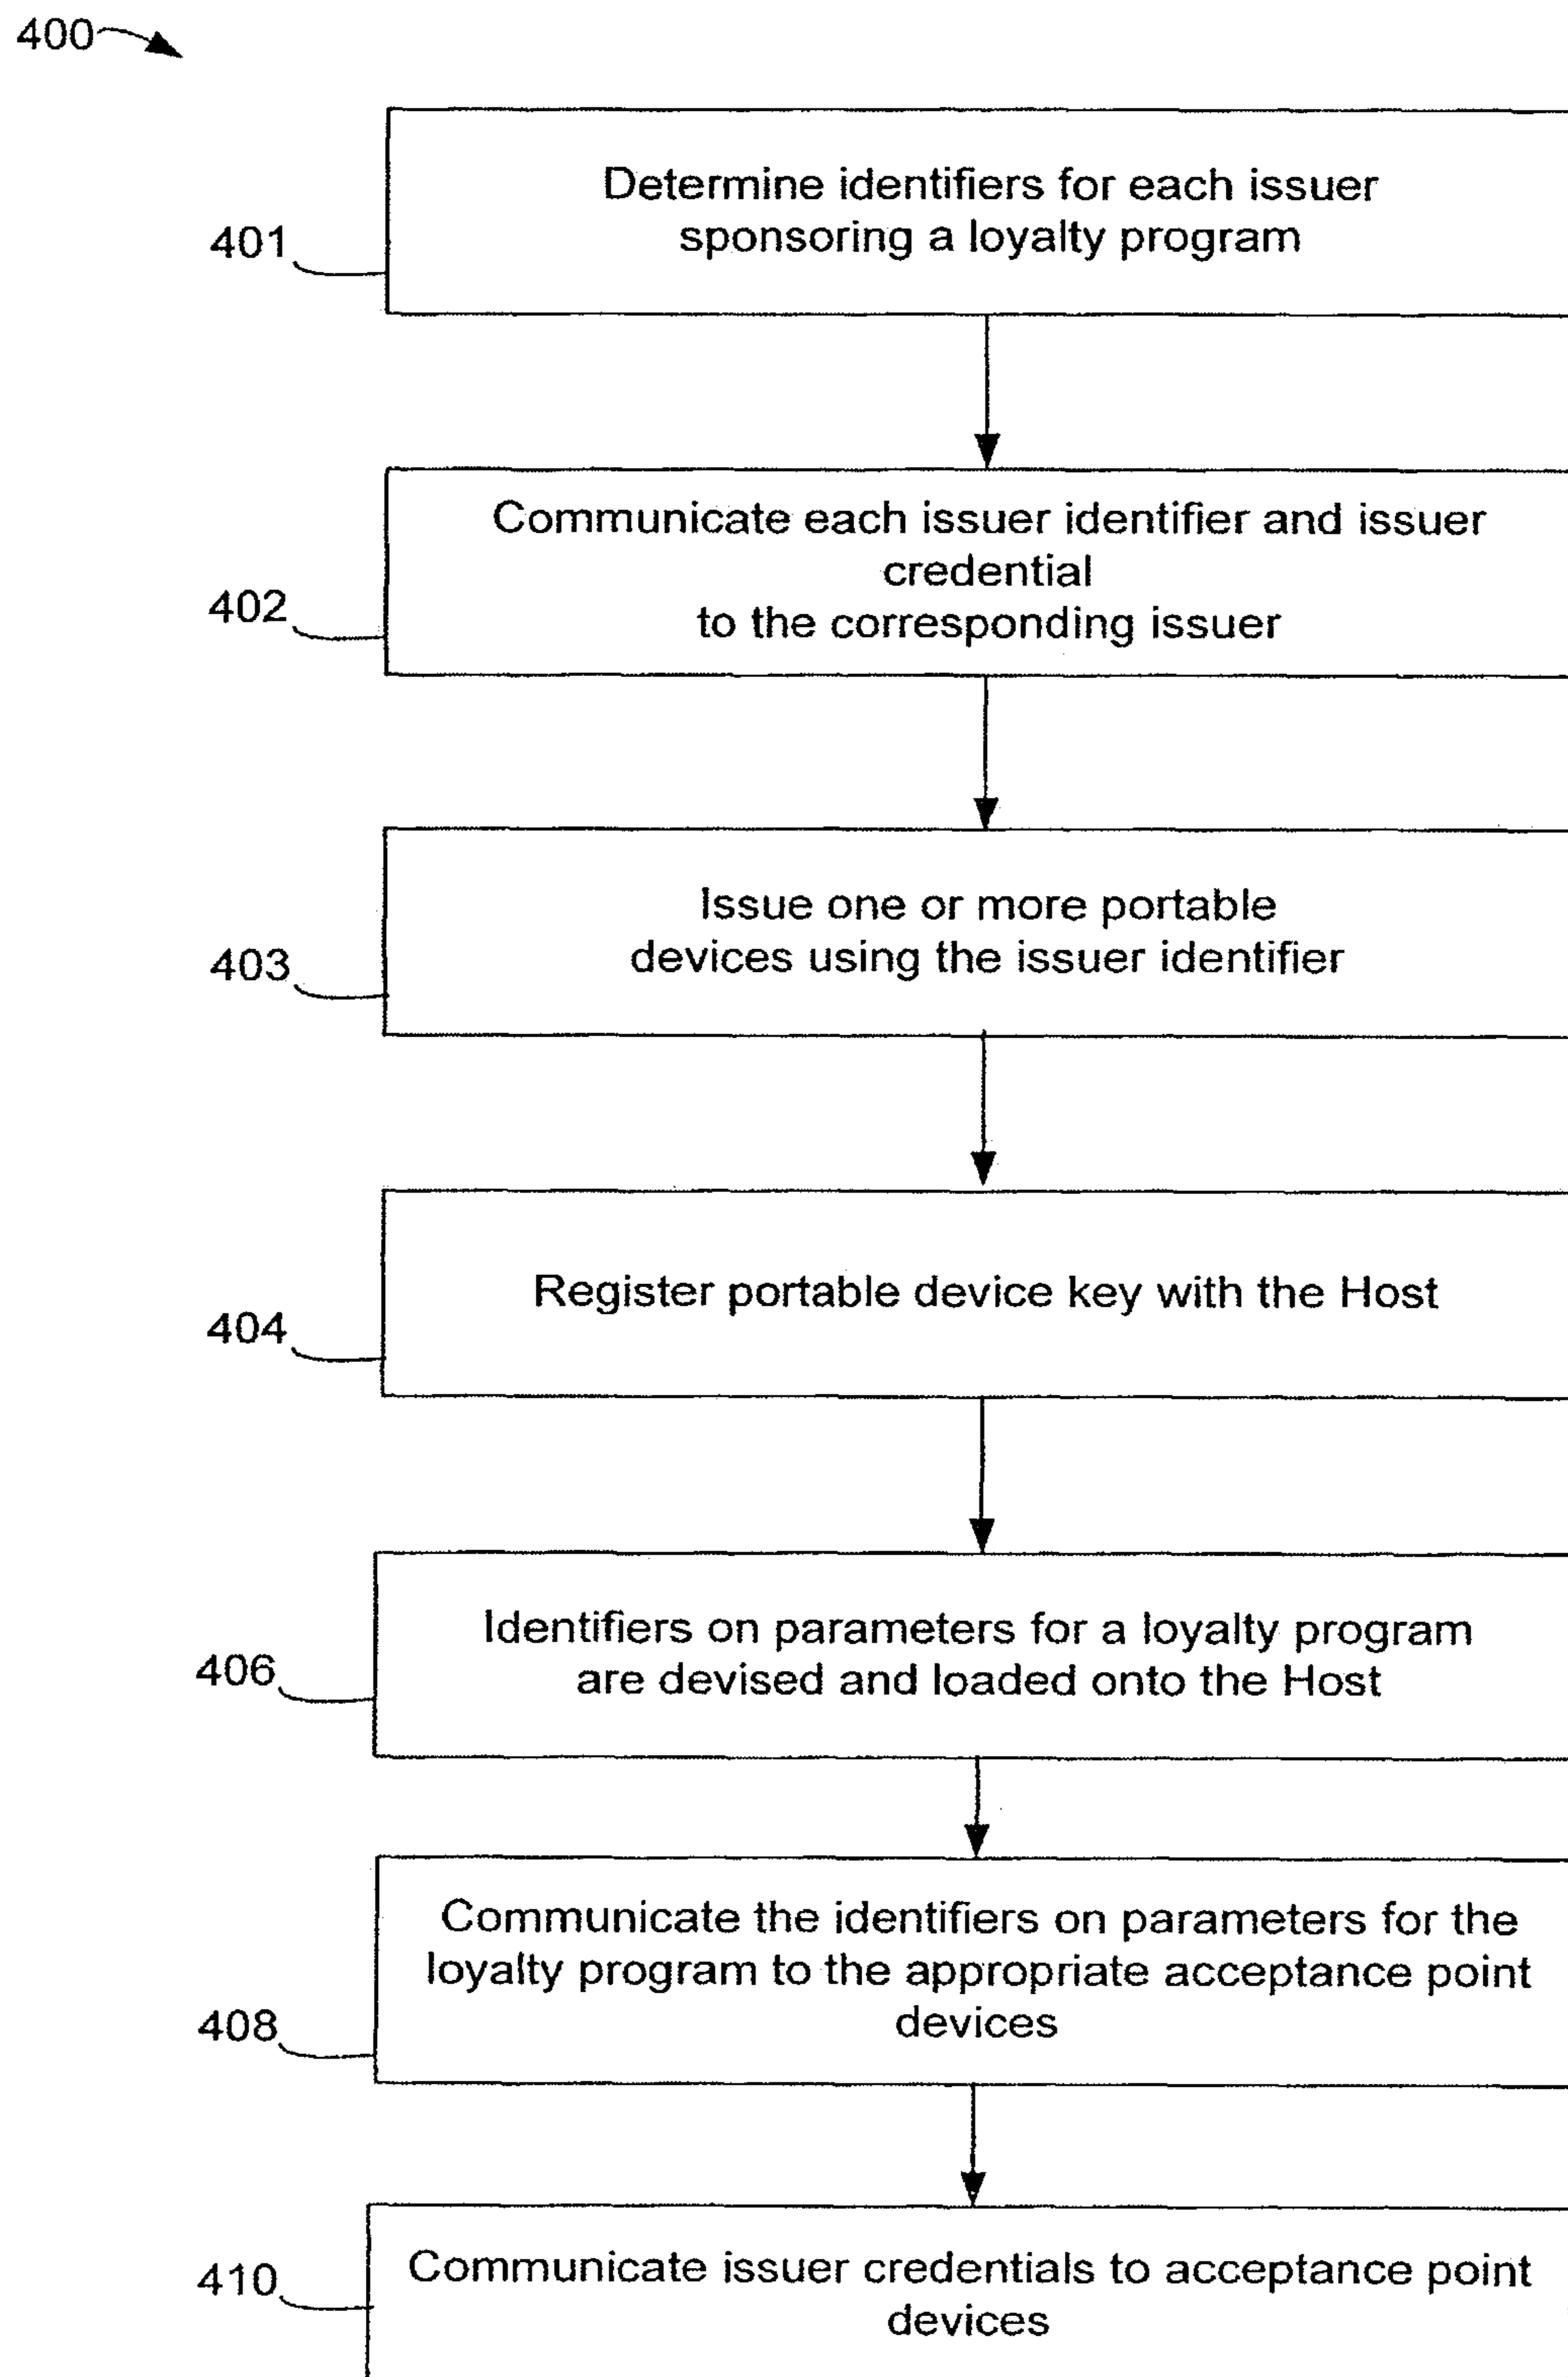 400
Determine identifiers for each issuer
sponsoring a loyalty program
401
Communicate each issuer identifier and issuer
credential
to the corresponding issuer
402
Issue one or more portable
devices using the issuer identifier
403
Register portable device key with the Host
404
Identifiers on parameters for a loyalty program
are devised and loaded onto the Host
406
Communicate the identifiers on parameters for the
loyalty program to the appropriate acceptance point
devices
408
Communicate issuer credentials to acceptance point
devices
410